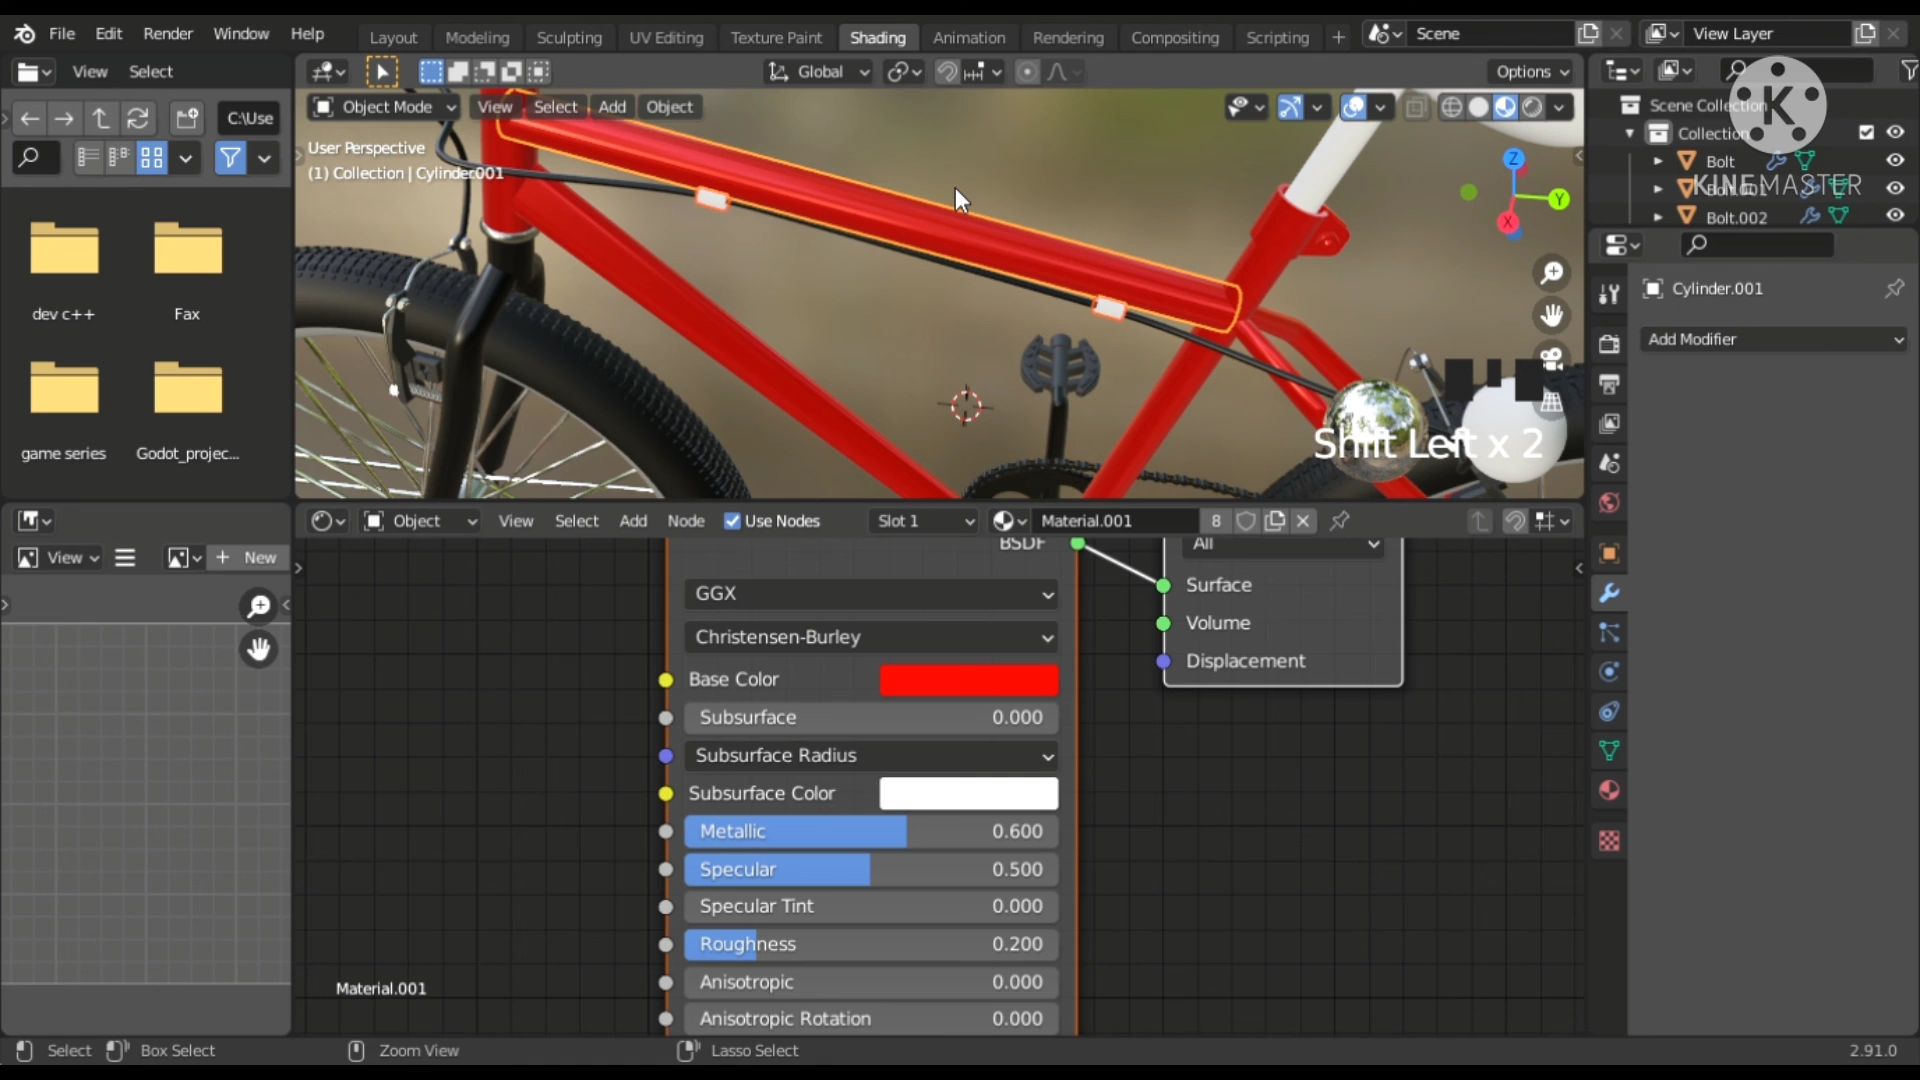 File Edit Render Window Help
Layout Modeling Sculpting UV Editing Texture Paint Shading Animation Rendering Compositing Scripting +
Scene
View Layer
View Select
Global
Options
C:\Use
Object Mode View Select Add Object
User Perspective
(1) Collection | Cylinder.001
Z
Y
X
Scene Collection
Collection
Bolt
Bolt.001
Bolt.002
K
KINEMASTER
Cylinder.001
Add Modifier
dev c++
Fax
game series
Godot_projec...
Shift Left x 2
Object View Select Add Node Use Nodes Slot 1 Material.001 8
View
+ New
BSDF
GGX
Christensen-Burley
Base Color
Subsurface 0.000
Subsurface Radius
Subsurface Color
Metallic 0.600
Specular 0.500
Specular Tint 0.000
Roughness 0.200
Anisotropic 0.000
Anisotropic Rotation 0.000
All
Surface
Volume
Displacement
Material.001
Select Box Select Zoom View Lasso Select
2.91.0